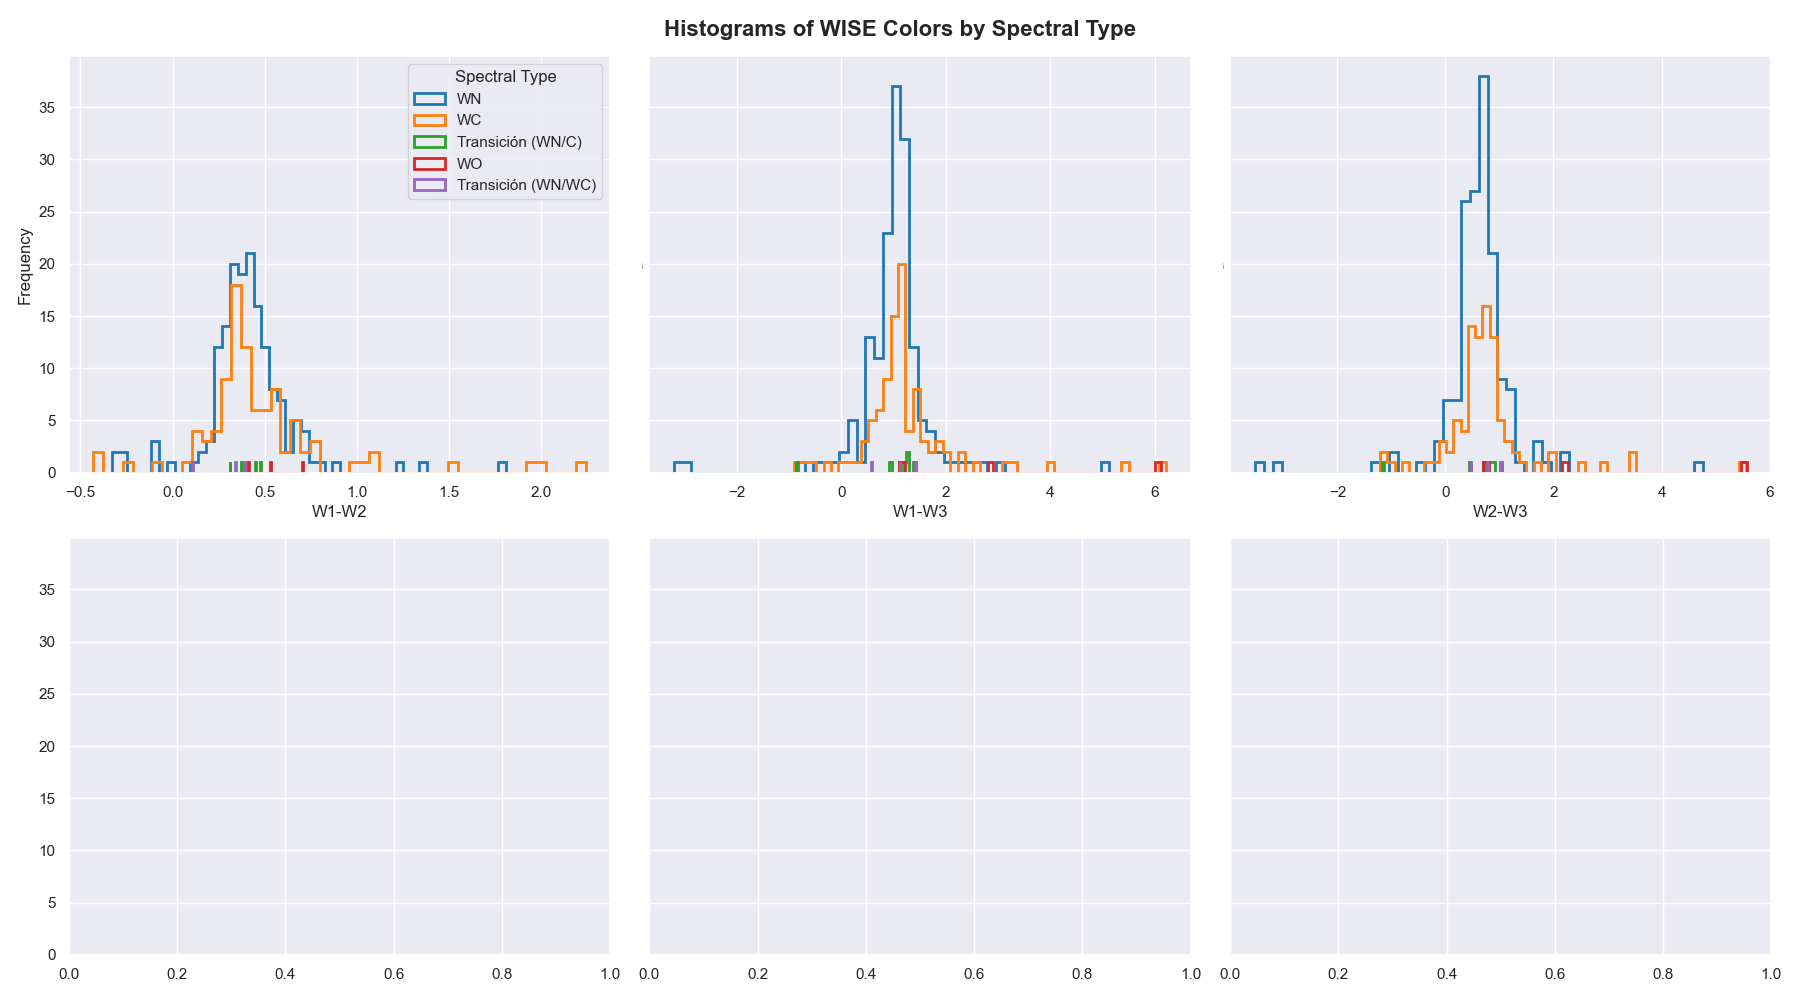 Histograms of WISE Colors by Spectral Type
Spectral Type
WN
WC
Transición (WN/C)
WO
Transición (WN/WC)
Frequency
35
30
25
20
15
10
5
0
−0.5 0.0 0.5 1.0 1.5 2.0
W1-W2
−2 0 2 4 6
W1-W3
−2 0 2 4 6
W2-W3
35
30
25
20
15
10
5
0
0.0 0.2 0.4 0.6 0.8 1.0
0.0 0.2 0.4 0.6 0.8 1.0
0.0 0.2 0.4 0.6 0.8 1.0